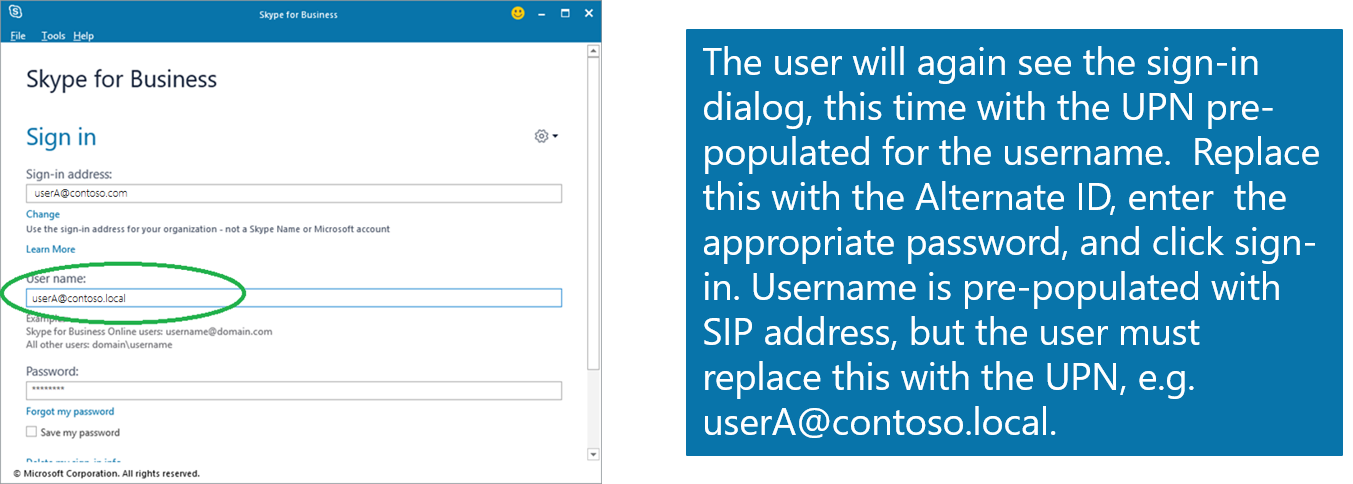 Skype for Business
File Tools Help
Skype for Business
Sign in
Sign-in address:
userA@contoso.com
Change
Use the sign-in address for your organization - not a Skype Name or Microsoft account
Learn More
User name:
userA@contoso.local
Example
Skype for Business Online users: username@domain.com
All other users: domain\username
Password:
********
Forgot my password
Save my password
Delete my sign-in info
© Microsoft Corporation. All rights reserved.
The user will again see the sign-in
dialog, this time with the UPN pre-
populated for the username.  Replace
this with the Alternate ID, enter  the
appropriate password, and click sign-
in. Username is pre-populated with
SIP address, but the user must
replace this with the UPN, e.g.
userA@contoso.local.